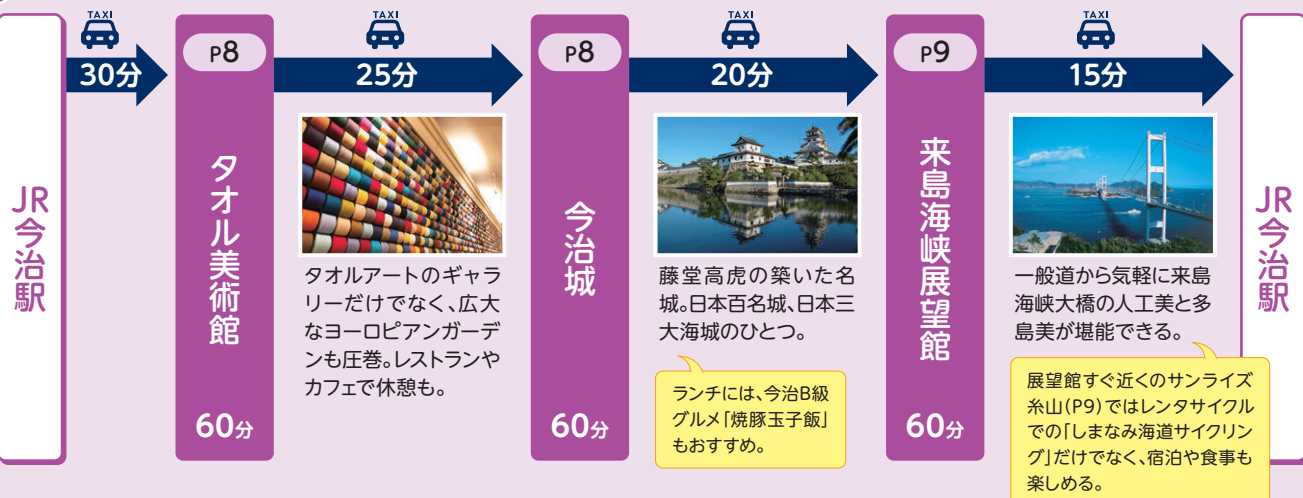 JR今治駅
TAXI
30分
P8
タオル美術館
60分
TAXI
25分
タオルアートのギャラ
リーだけでなく、広大
なヨーロピアンガーデ
ンも圧巻。レストランや
カフェで休憩も。
P8
今治城
60分
TAXI
20分
藤堂高虎の築いた名
城。日本百名城、日本三
大海城のひとつ。
ランチには、今治B級
グルメ「焼豚玉子飯」
もおすすめ。
P9
来島海峡展望館
60分
TAXI
15分
一般道から気軽に来島
海峡大橋の人工美と多
島美が堪能できる。
展望館すぐ近くのサンライズ
糸山(P9)ではレンタサイクル
での「しまなみ海道サイクリン
グ」だけでなく、宿泊や食事も
楽しめる。
JR今治駅